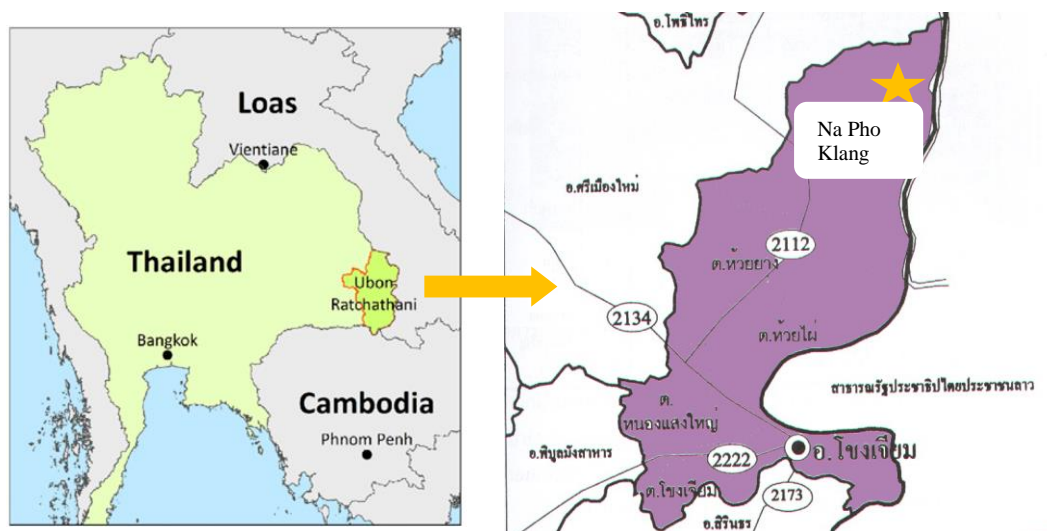 Loas
Vientiane
Thailand
Ubon
Ratchathani
Bangkok
Cambodia
Phnom Penh
อ.โพธิ์ไทร
Na Pho
Klang
อ.ศรีเมืองใหม่
2112
ต.ห้วยยาง
2134
ต.ห้วยไผ่
สาธารณรัฐประชาธิปไตยประชาชนลาว
ต.
หนองแสงใหญ่
อ.โขงเจียม
อ.พิบูลมังสาหาร
2222
ต.โขงเจียม
2173
อ.สิรินธร